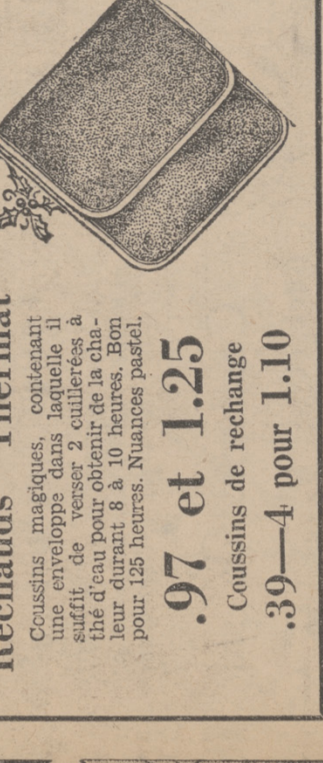 Réchauds Thermat
Coussins magiques, contenant
une enveloppe dans laquelle il
suffit de verser 2 cuillerées à
thé d'eau pour obtenir de la cha-
leur durant 8 à 10 heures. Bon
pour 125 heures. Nuances pastel.
.97 et 1.25
Coussins de rechange
.39—4 pour 1.10